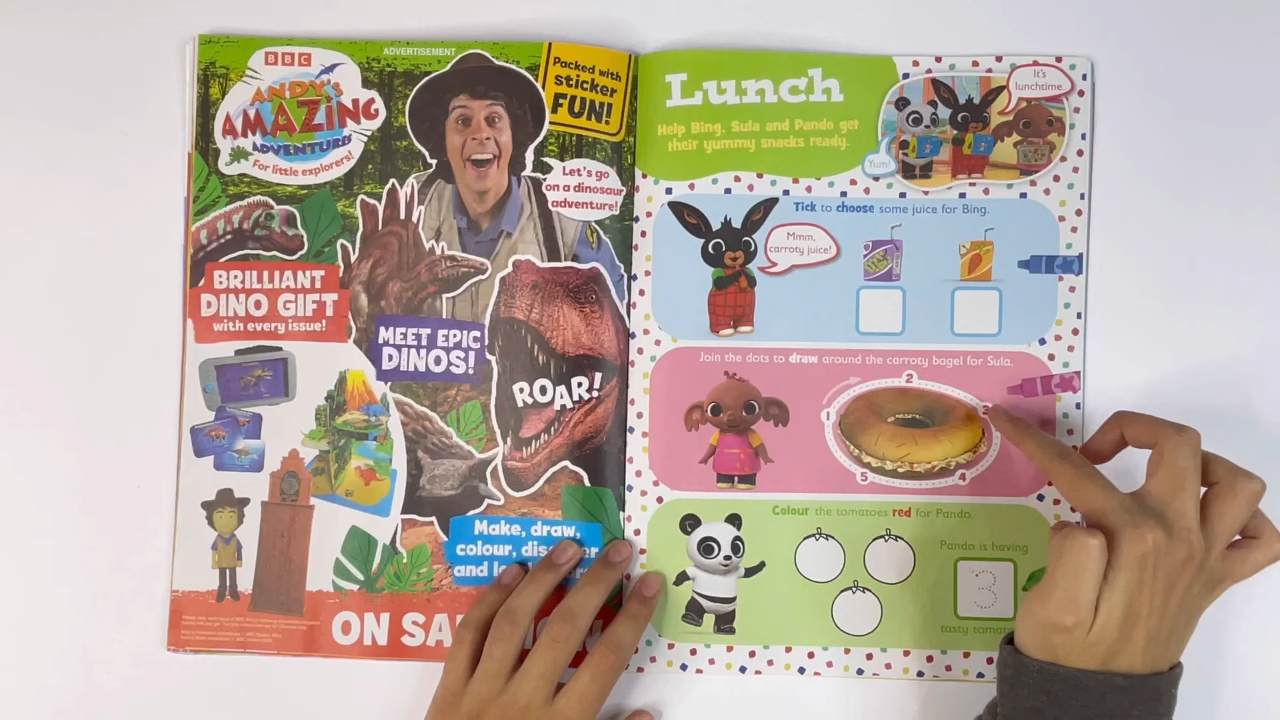 BBC
ANDY'S
AMAZING
ADVENTURES
For little explorers!
ADVERTISEMENT
Packed with
sticker
FUN!
Let's go
on a dinosaur
adventure!
BRILLIANT
DINO GIFT
with every issue!
MEET EPIC
DINOS!
ROAR!
Make, draw,
colour,
and
ON
Lunch
Help Bing, Sula and Pando get
their yummy snacks ready.
It's
lunchtime.
Yum!
Tick to choose some juice for Bing.
Mmm,
carroty juice!
Join the dots to draw around the carroty bagel for Sula.
1
2
3
4
5
Colour the tomatoes red for Pando.
Pando is having
3
tasty